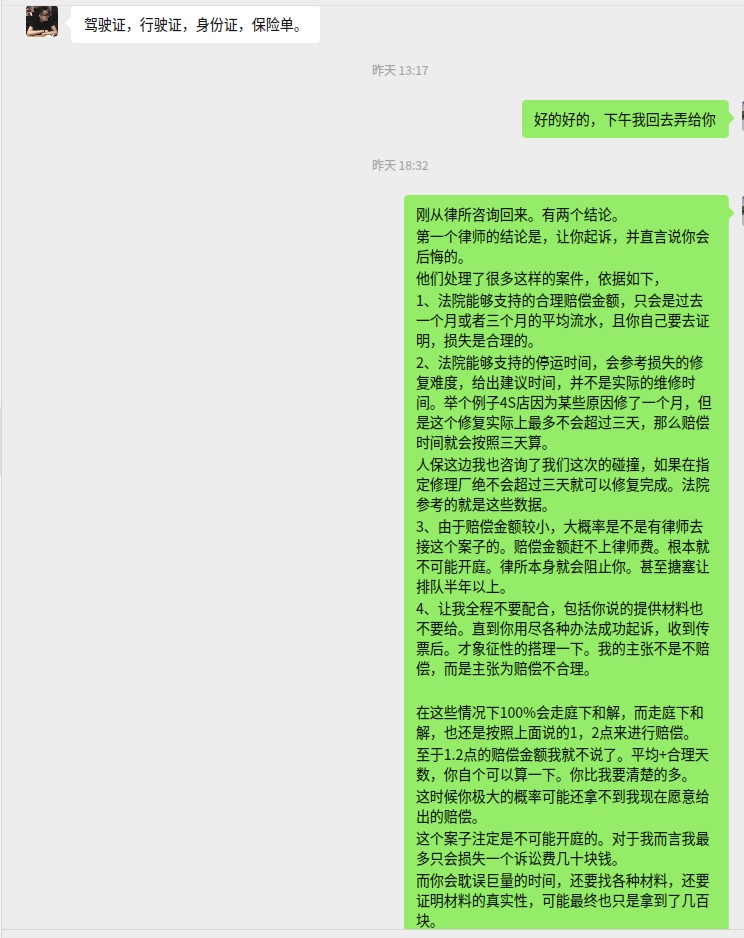 驾驶证，行驶证，身份证，保险单。
昨天 13:17
好的好的，下午我回去弄给你
昨天 18:32
刚从律所咨询回来。有两个结论。
第一个律师的结论是，让你起诉，并直言说你会
后悔的。
他们处理了很多这样的案件，依据如下，
1、法院能够支持的合理赔偿金额，只会是过去
一个月或者三个月的平均流水，且你自己要去证
明，损失是合理的。
2、法院能够支持的停运时间，会参考损失的修
复难度，给出建议时间，并不是实际的维修时
间。举个例子4S店因为某些原因修了一个月，但
是这个修复实际上最多不会超过三天，那么赔偿
时间就会按照三天算。
人保这边我也咨询了我们这次的碰撞，如果在指
定修理厂绝不会超过三天就可以修复完成。法院
参考的就是这些数据。
3、由于赔偿金额较小，大概率是不是有律师去
接这个案子的。赔偿金额赶不上律师费。根本就
不可能开庭。律所本身就会阻止你。甚至搪塞让
排队半年以上。
4、让我全程不要配合，包括你说的提供材料也
不要给。直到你用尽各种办法成功起诉，收到传
票后。才象征性的搭理一下。我的主张不是不赔
偿，而是主张为赔偿不合理。
在这些情况下100%会走庭下和解，而走庭下和
解，也还是按照上面说的1，2点来进行赔偿。
至于1.2点的赔偿金额我就不说了。平均+合理天
数，你自个可以算一下。你比我要清楚的多。
这时候你极大的概率可能还拿不到我现在愿意给
出的赔偿。
这个案子注定是不可能开庭的。对于我而言我最
多只会损失一个诉讼费几十块钱。
而你会耽误巨量的时间，还要找各种材料，还要
证明材料的真实性，可能最终也只是拿到了几百
块。